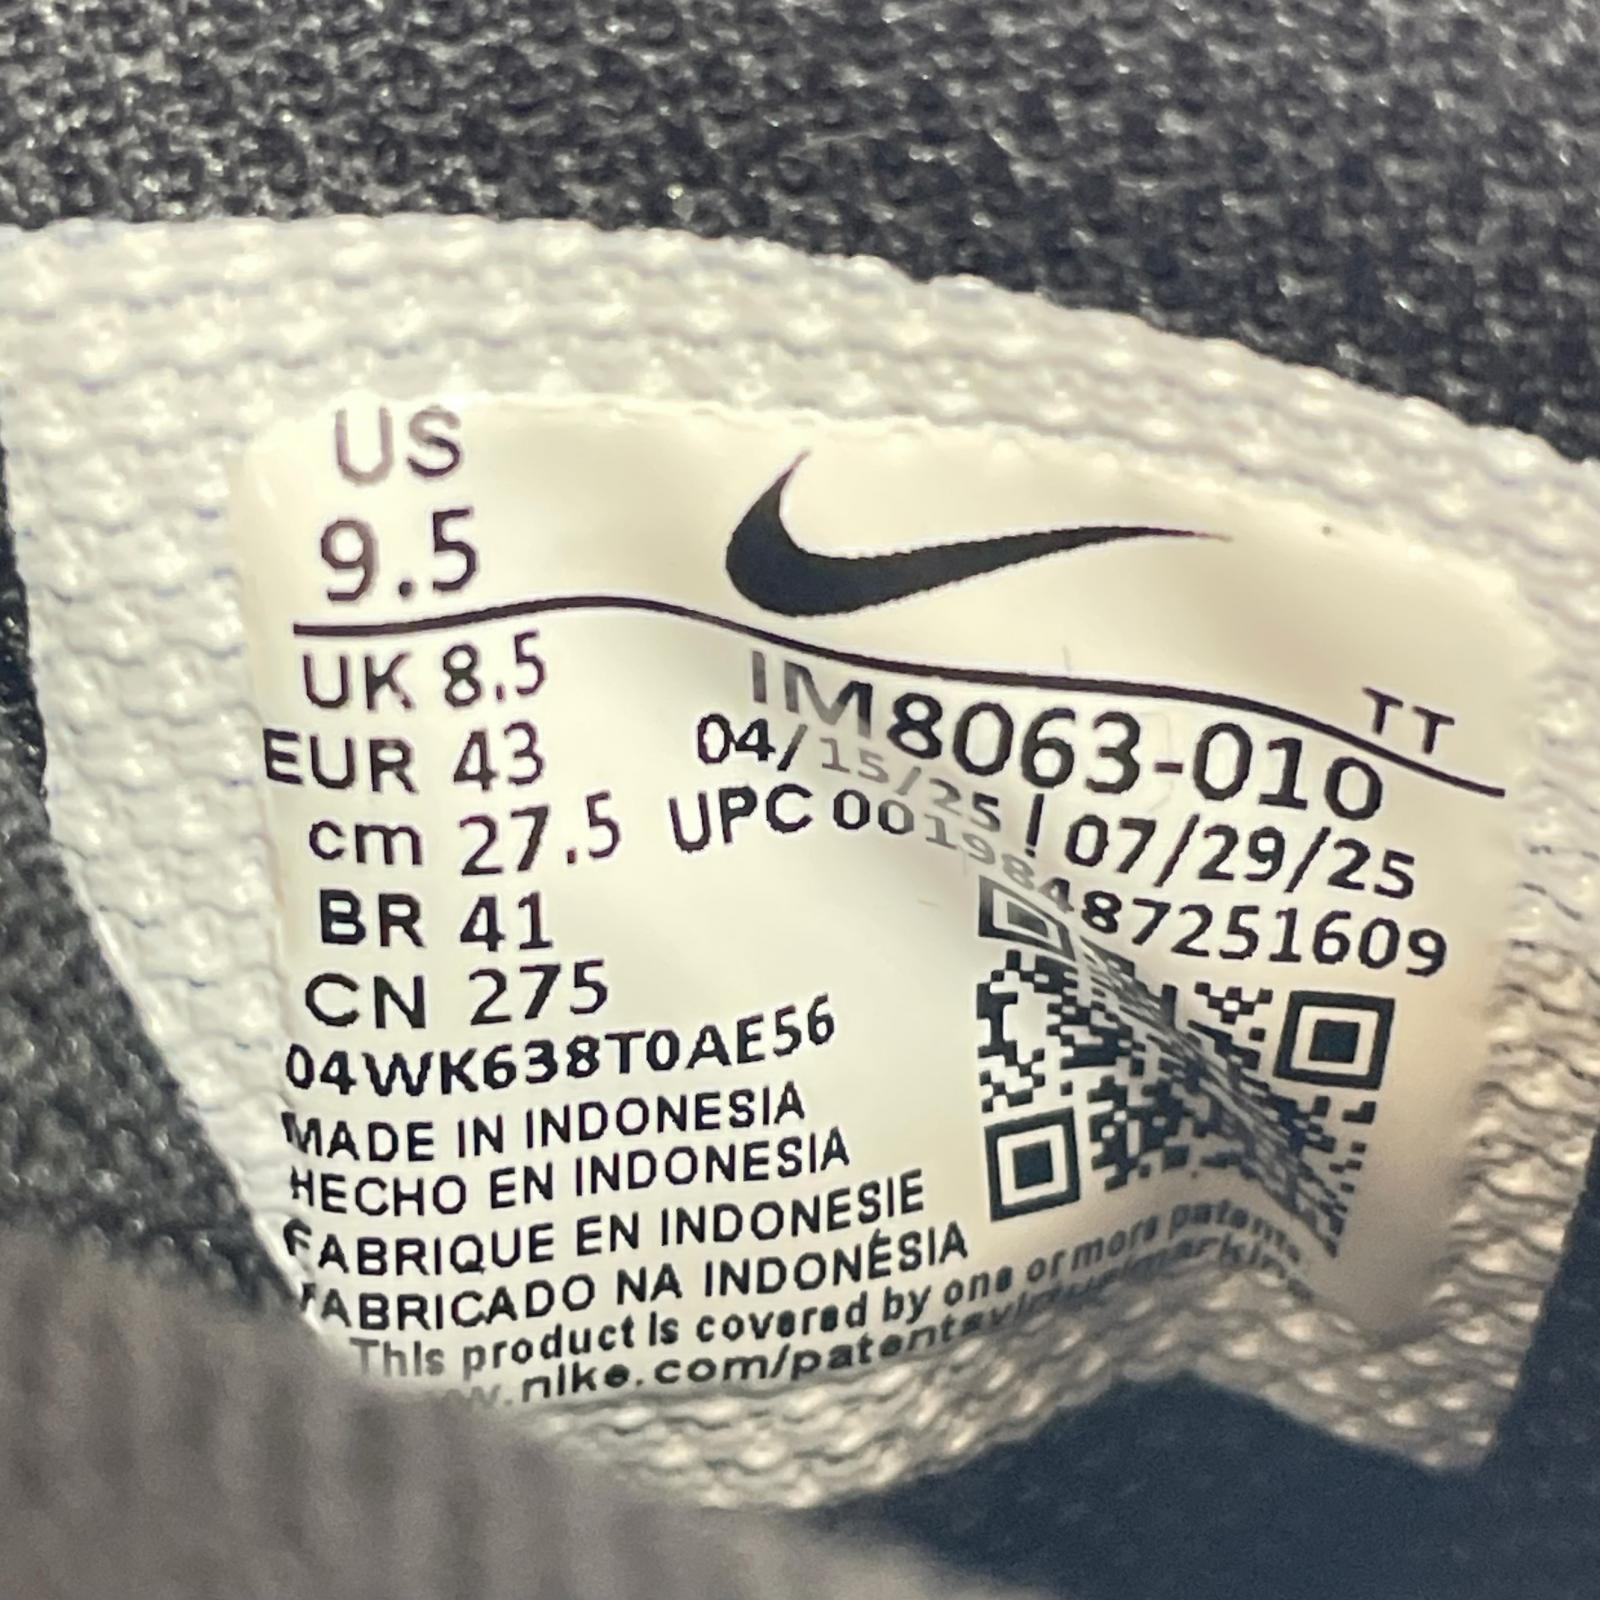 US
9.5
TT
UK 8.5
IM8063-010
EUR 43
04/15/25 | 07/29/25
cm 27.5
UPC 00198487251609
BR 41
CN 275
04WK638T0AE56
MADE IN INDONESIA
HECHO EN INDONESIA
FABRIQUE EN INDONESIE
FABRICADO NA INDONÉSIA
This product is covered by one or more patents.
.nike.com/patentsvirtualmarking